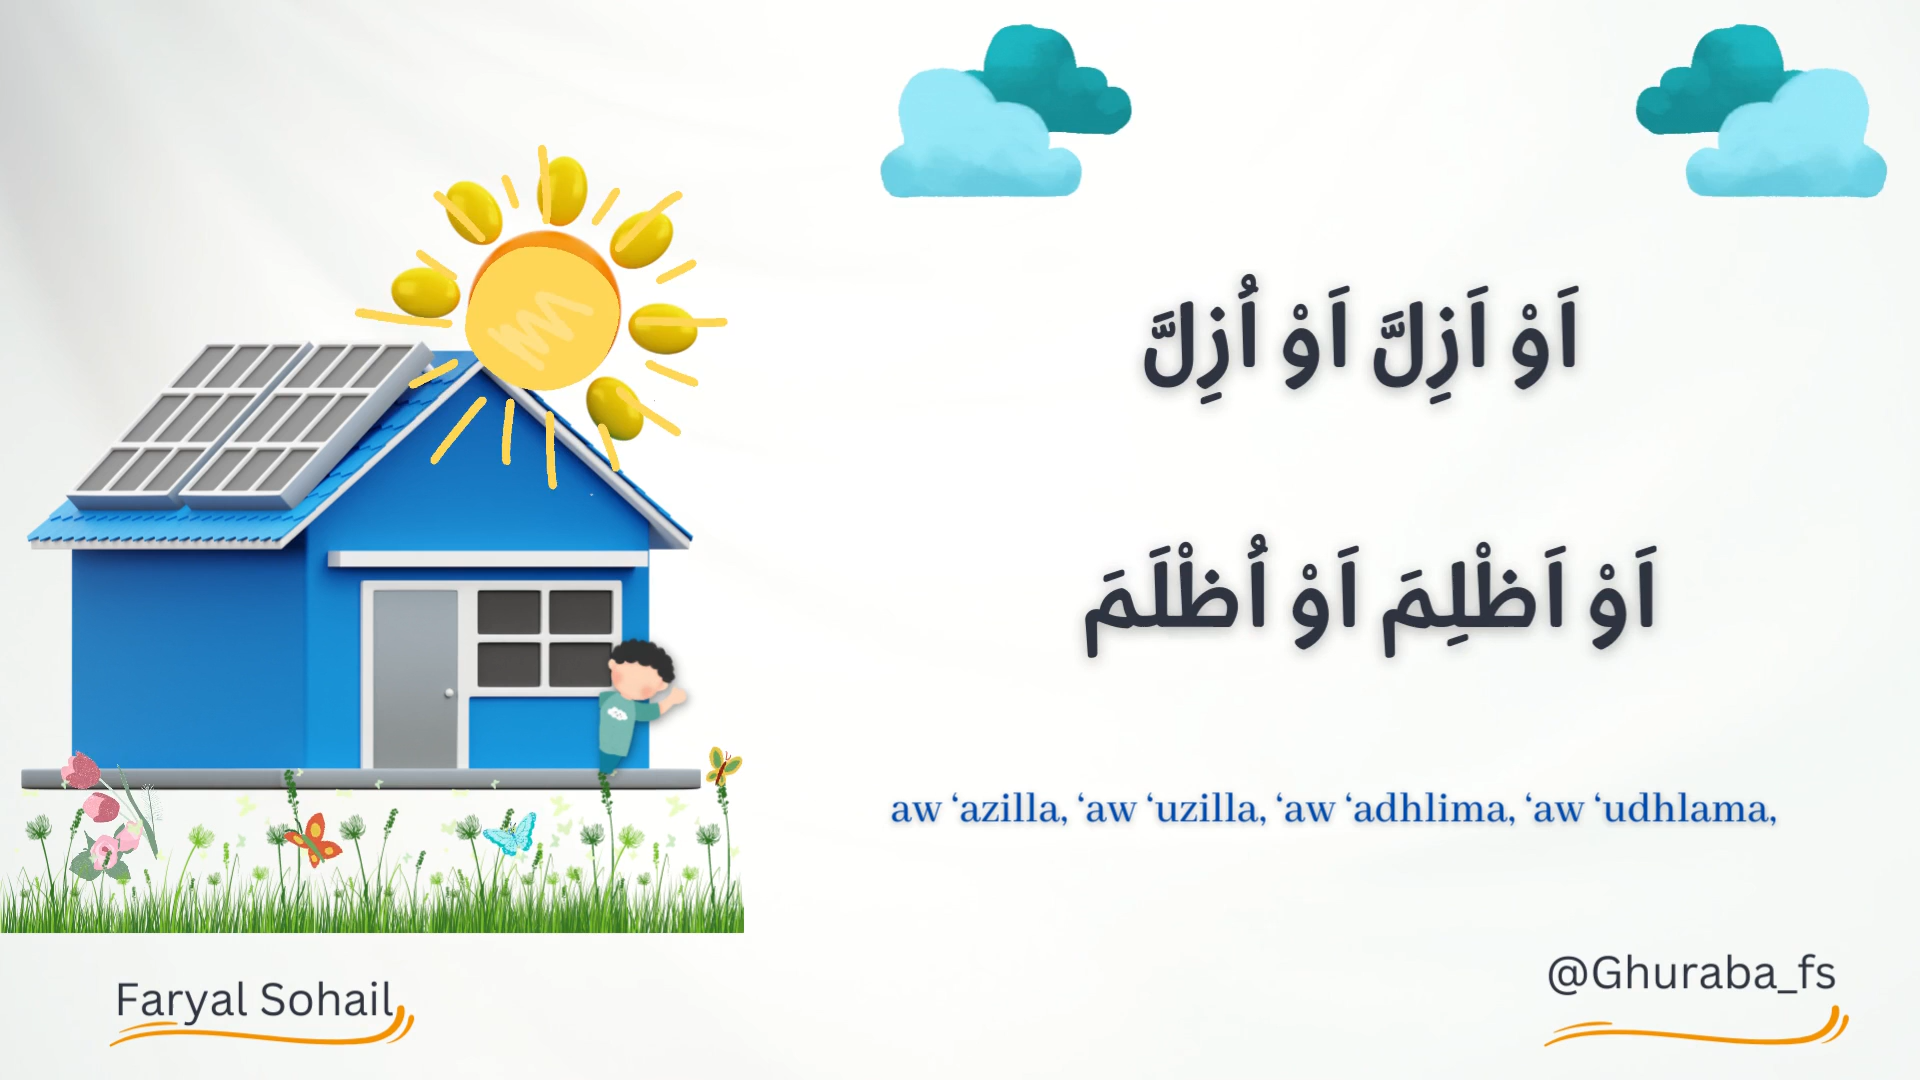 اَوْ اَزِلَّ اَوْ اُزِلَّ
اَوْ اَظْلِمَ اَوْ اُظْلَمَ
aw ‘azilla, ‘aw ‘uzilla, ‘aw ‘adhlima, ‘aw ‘udhlama,
Faryal Sohail
@Ghuraba_fs